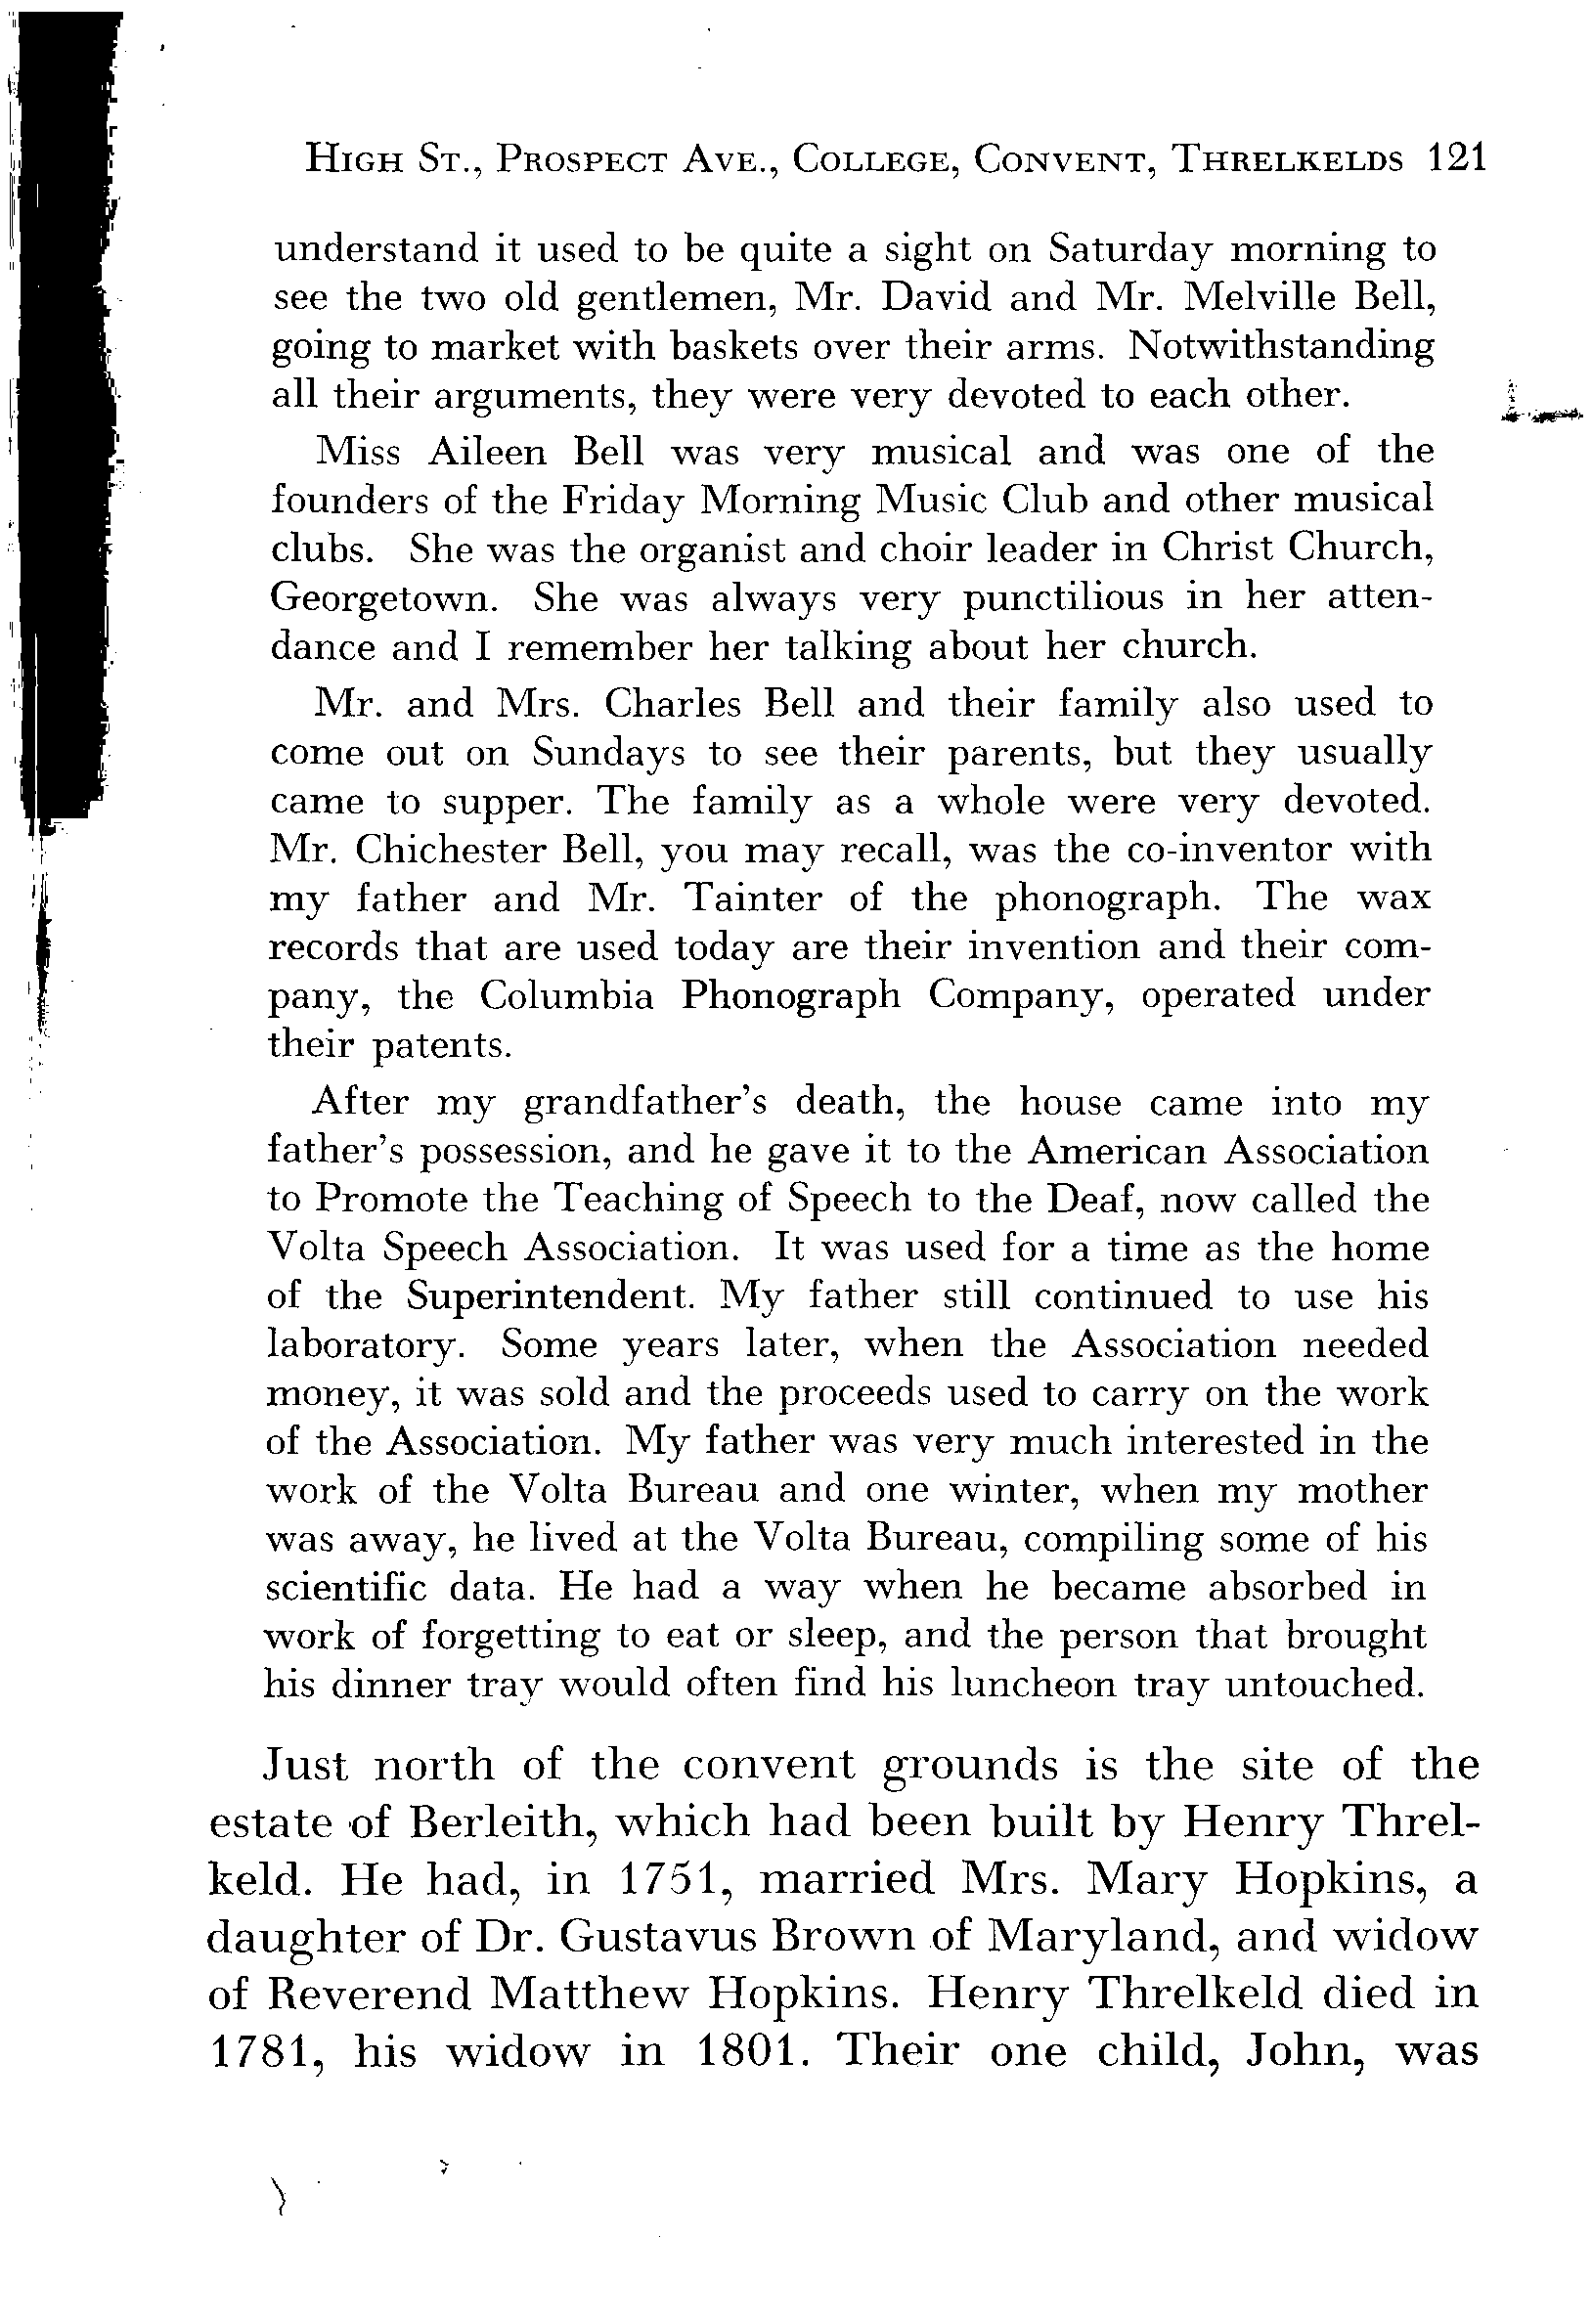 HIGH ST., PROSPECT AVE., COLLEGE, CONVENT, THRELKELDS 121
understand it used to be quite a sight on Saturday morning to
see the two old gentlemen, Mr. David and Mr. Melville Bell,
going to market with baskets over their arms. Notwithstanding
all their arguments, they were very devoted to each other.
Miss Aileen Bell was very musical and was one of the
founders of the Friday Morning Music Club and other musical
clubs. She was the organist and choir leader in Christ Church,
Georgetown. She was always very punctilious in her atten-
dance and I remember her talking about her church.
Mr. and Mrs. Charles Bell and their family also used to
come out on Sundays to see their parents, but they usually
came to supper. The family as a whole were very devoted.
Mr. Chichester Bell, you may recall, was the co-inventor with
my father and Mr. Tainter of the phonograph. The wax
records that are used today are their invention and their com-
pany, the Columbia Phonograph Company, operated under
their patents.
After my grandfather's death, the house came into my
father's possession, and he gave it to the American Association
to Promote the Teaching of Speech to the Deaf, now called the
Volta Speech Association. It was used for a time as the home
of the Superintendent. My father still continued to use his
laboratory. Some years later, when the Association needed
money, it was sold and the proceeds used to carry on the work
of the Association. My father was very much interested in the
work of the Volta Bureau and one winter, when my mother
was away, he lived at the Volta Bureau, compiling some of his
scientific data. He had a way when he became absorbed in
work of forgetting to eat or sleep, and the person that brought
his dinner tray would often find his luncheon tray untouched.
Just north of the convent grounds is the site of the
estate of Berleith, which had been built by Henry Threl-
keld. He had, in 1751, married Mrs. Mary Hopkins, a
daughter of Dr. Gustavus Brown of Maryland, and widow
of Reverend Matthew Hopkins. Henry Threlkeld died in
1781, his widow in 1801. Their one child, John, was